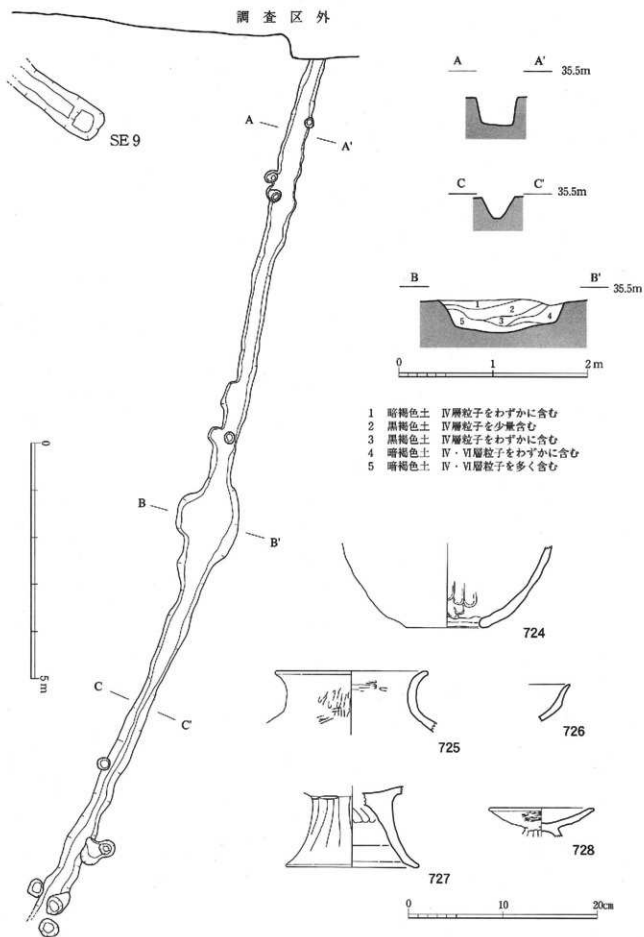 調査区外
SE9
A A'
B B'
C C'
0
5m
A A' 35.5m
C C' 35.5m
B B' 35.5m
1 2 3 4 5
0 1 2m
1 暗褐色土 Ⅳ層粒子をわずかに含む
2 黒褐色土 Ⅳ層粒子を少量含む
3 黒褐色土 Ⅳ層粒子をわずかに含む
4 暗褐色土 Ⅳ・Ⅵ層粒子をわずかに含む
5 暗褐色土 Ⅳ・Ⅵ層粒子を多く含む
724
725
726
727
728
0 10 20cm